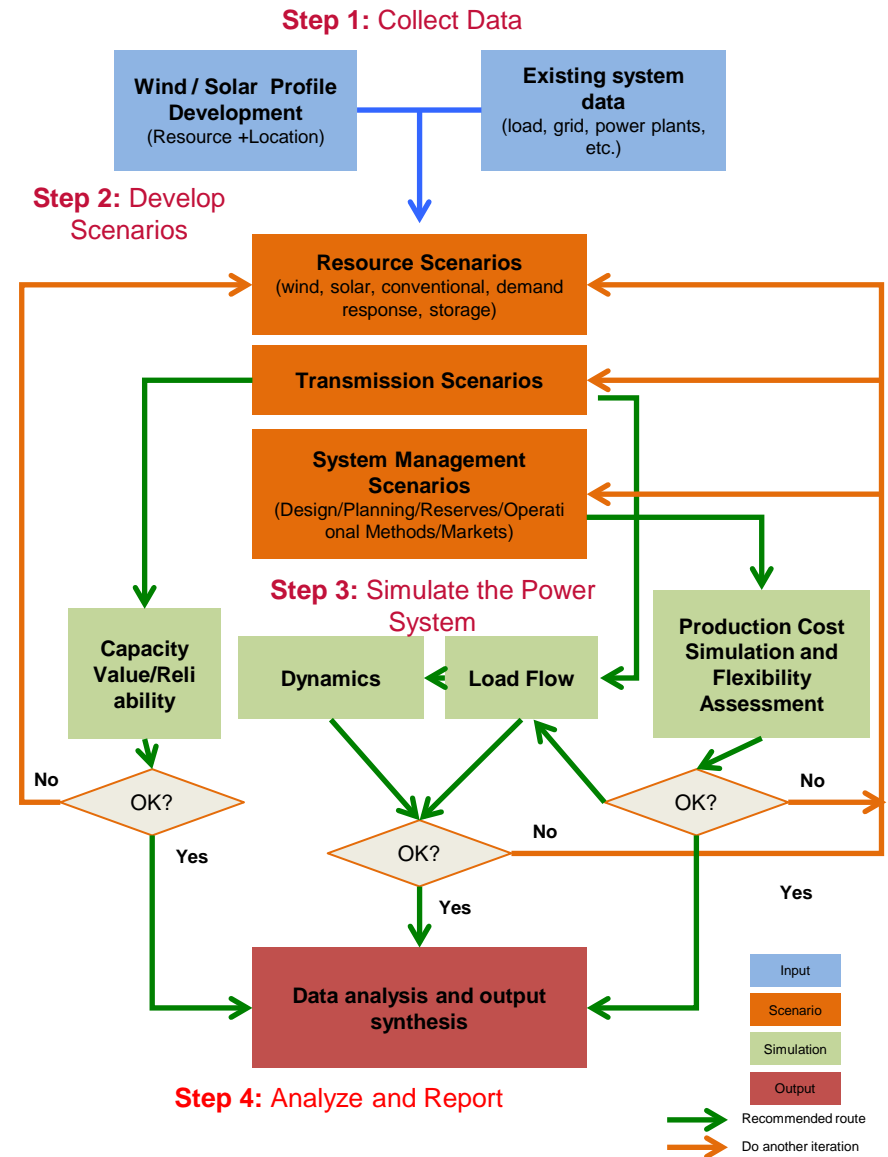 Step 1: Collect Data
Wind / Solar Profile
Development
(Resource +Location)
Existing system
data
(load, grid, power plants,
etc.)
Step 2: Develop
Scenarios
Resource Scenarios
(wind, solar, conventional, demand
response, storage)
Transmission Scenarios
System Management
Scenarios
(Design/Planning/Reserves/Operati
onal Methods/Markets)
Step 3: Simulate the Power
System
Capacity
Value/Reli
ability
Dynamics
Load Flow
Production Cost
Simulation and
Flexibility
Assessment
No
OK?
Yes
OK?
No
Yes
OK?
No
Yes
Data analysis and output
synthesis
Step 4: Analyze and Report
Input
Scenario
Simulation
Output
Recommended route
Do another iteration